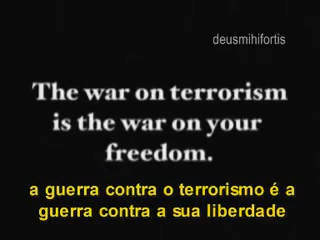 deusmihifortis
The war on terrorism
is the war on your
freedom.
a guerra contra o terrorismo é a
guerra contra a sua liberdade